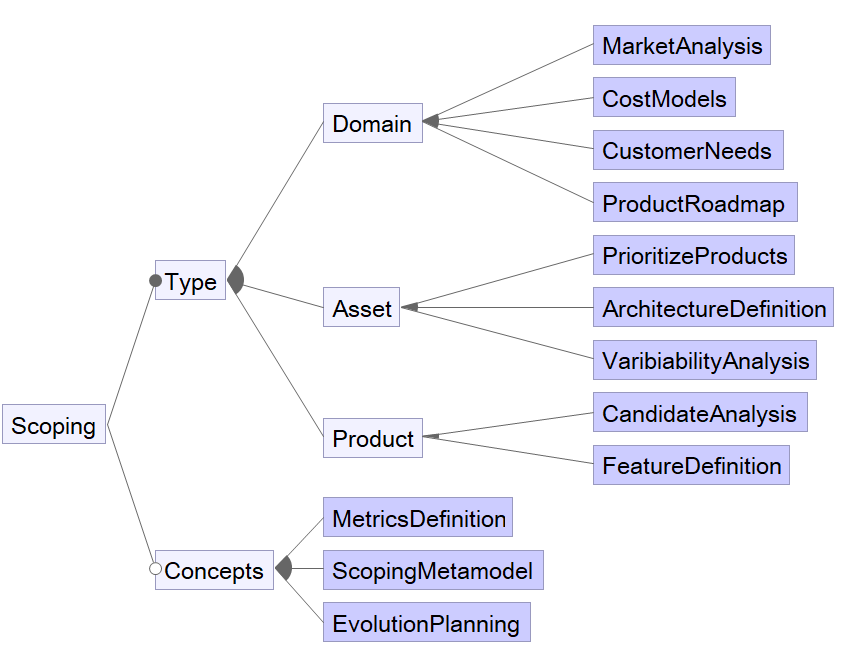 MarketAnalysis
CostModels
Domain
CustomerNeeds
ProductRoadmap
PrioritizeProducts
Type
Asset
ArchitectureDefinition
VaribiabilityAnalysis
Scoping
CandidateAnalysis
Product
FeatureDefinition
MetricsDefinition
Concepts
ScopingMetamodel
EvolutionPlanning